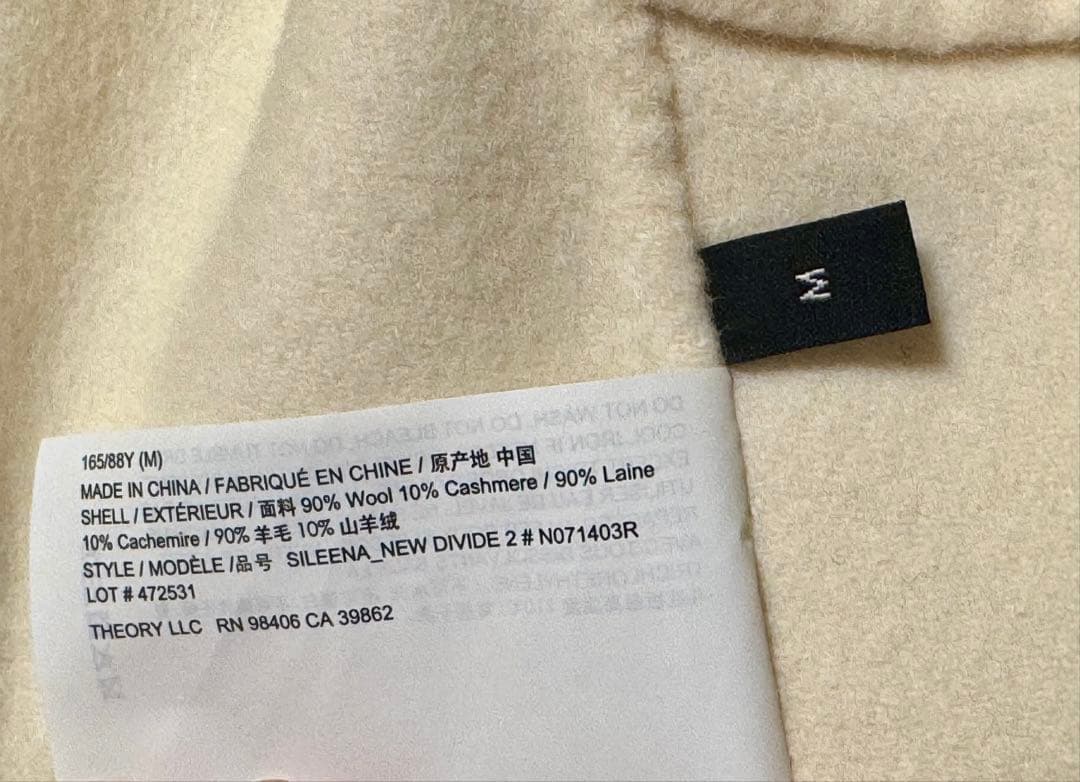 M
165/88Y (M)
MADE IN CHINA / FABRIQUÉ EN CHINE / 原产地 中国
SHELL / EXTÉRIEUR / 面料 90% Wool 10% Cashmere / 90% Laine
10% Cachemire / 90% 羊毛 10% 山羊绒
STYLE / MODÈLE /品号 SILEENA_NEW DIVIDE 2 # N071403R
LOT # 472531
THEORY LLC RN 98406 CA 39862